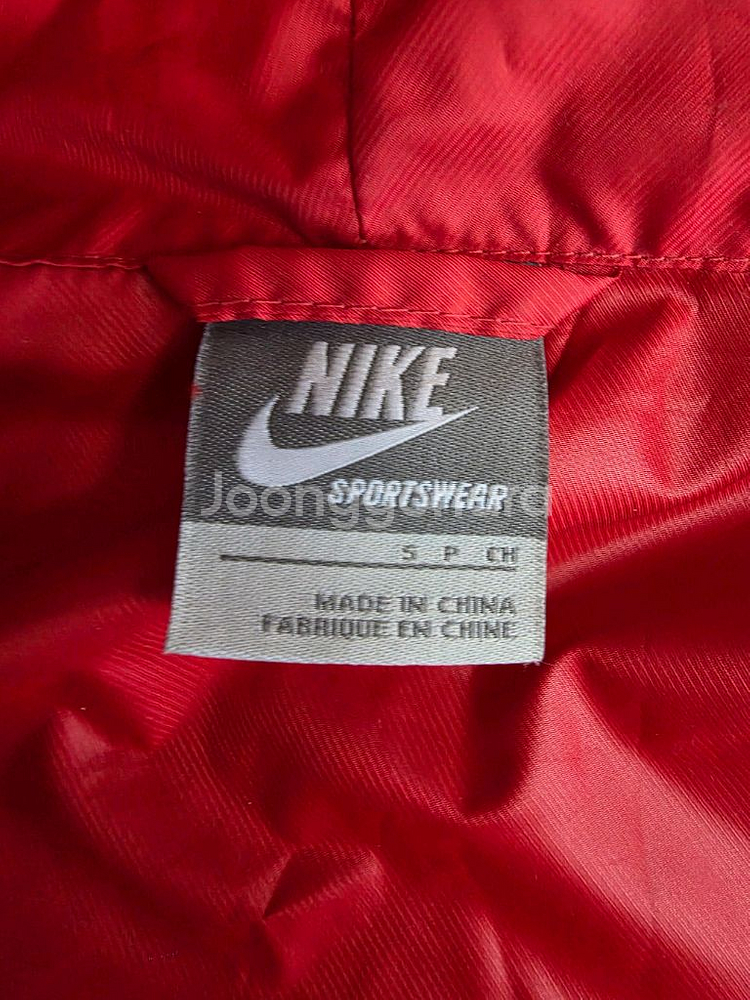 NIKE
SPORTSWEAR
S P CH
MADE IN CHINA
FABRIQUE EN CHINE